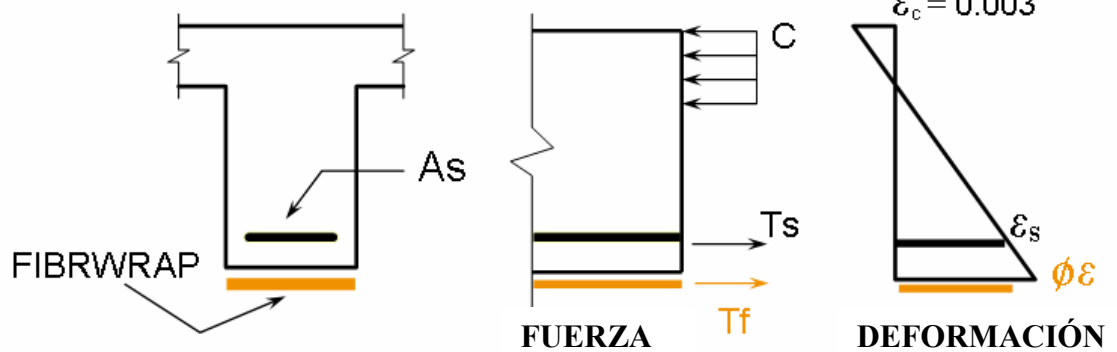 εc = 0.003
C
As
Ts
εs
FIBRWRAP
ϕε
Tf
FUERZA
DEFORMACIÓN